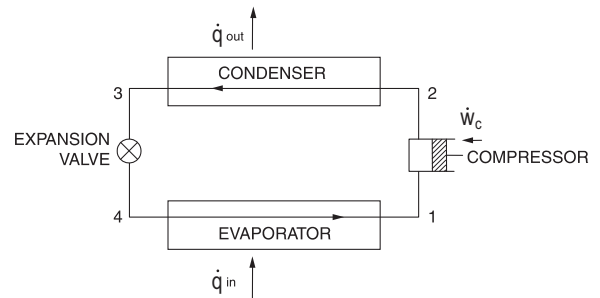 q̇ out
CONDENSER
3
2
ẇc
EXPANSION
VALVE
COMPRESSOR
4
1
EVAPORATOR
q̇ in